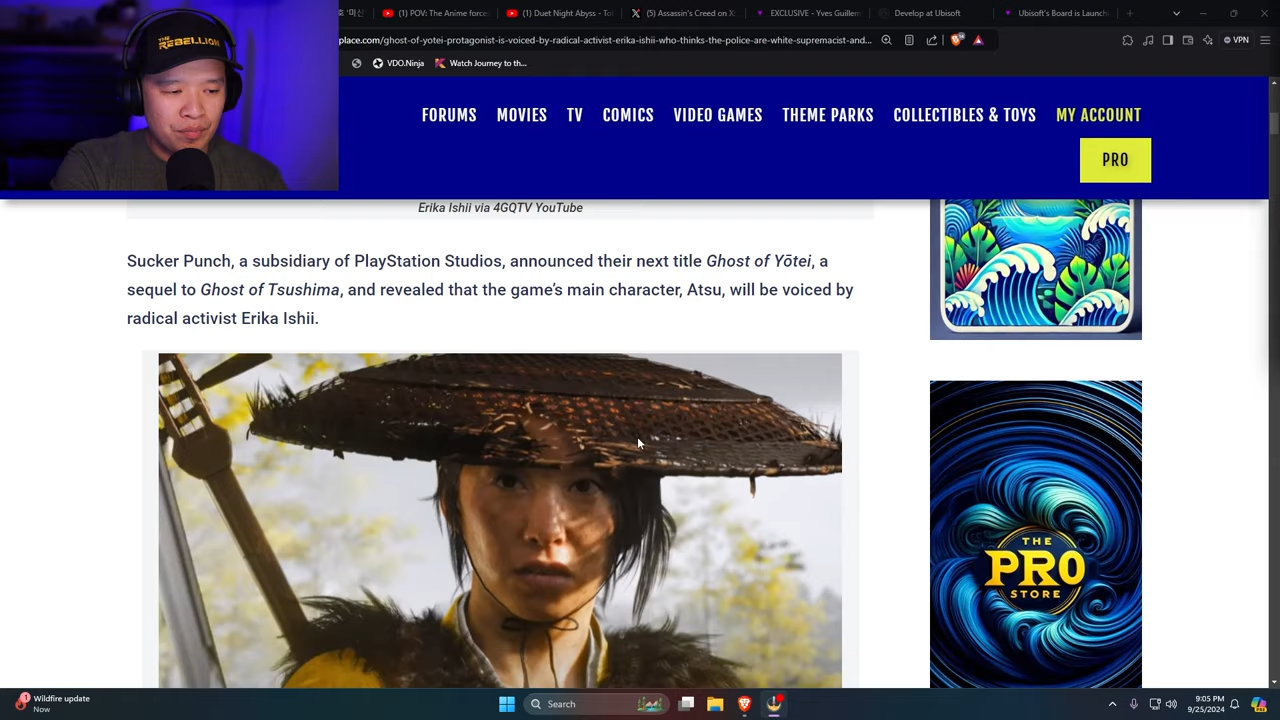 THE
REBELLION
(1) POV: The Anime forces
(1) Duet Night Abyss - To
(5) Assassin's Creed on X:
EXCLUSIVE - Yves Guillem
Develop at Ubisoft
Ubisoft's Board is Launch
place.com/ghost-of-yotei-protagonist-is-voiced-by-radical-activist-erika-ishii-who-thinks-the-police-are-white-supremacist-and...
VPN
VDO.Ninja
Watch Journey to th...
FORUMS MOVIES TV COMICS VIDEO GAMES THEME PARKS COLLECTIBLES & TOYS MY ACCOUNT
PRO
Erika Ishii via 4GQTV YouTube
Sucker Punch, a subsidiary of PlayStation Studios, announced their next title Ghost of Yōtei, a
sequel to Ghost of Tsushima, and revealed that the game's main character, Atsu, will be voiced by
radical activist Erika Ishii.
THE
PRO
STORE
Wildfire update
Now
Search
9:05 PM
9/25/2024